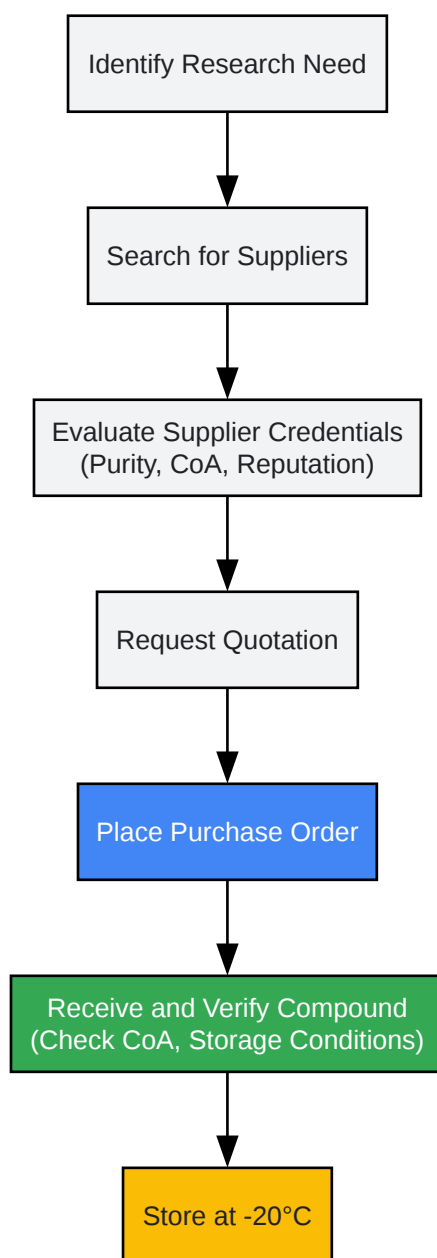 Identify Research Need
Search for Suppliers
Evaluate Supplier Credentials
(Purity, CoA, Reputation)
Request Quotation
Place Purchase Order
Receive and Verify Compound
(Check CoA, Storage Conditions)
Store at -20°C